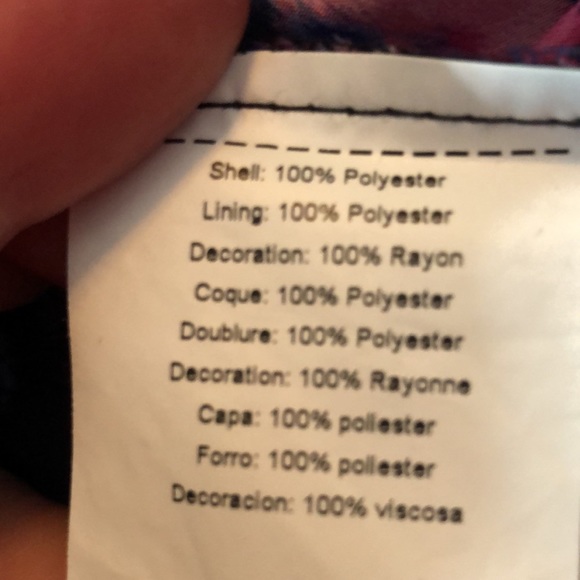 Shell: 100% Polyester
Lining: 100% Polyester
Decoration: 100% Rayon
Coque: 100% Polyester
Doublure: 100% Polyester
Decoration: 100% Rayonne
Capa: 100% poliester
Forro: 100% poliester
Decoracion: 100% viscosa